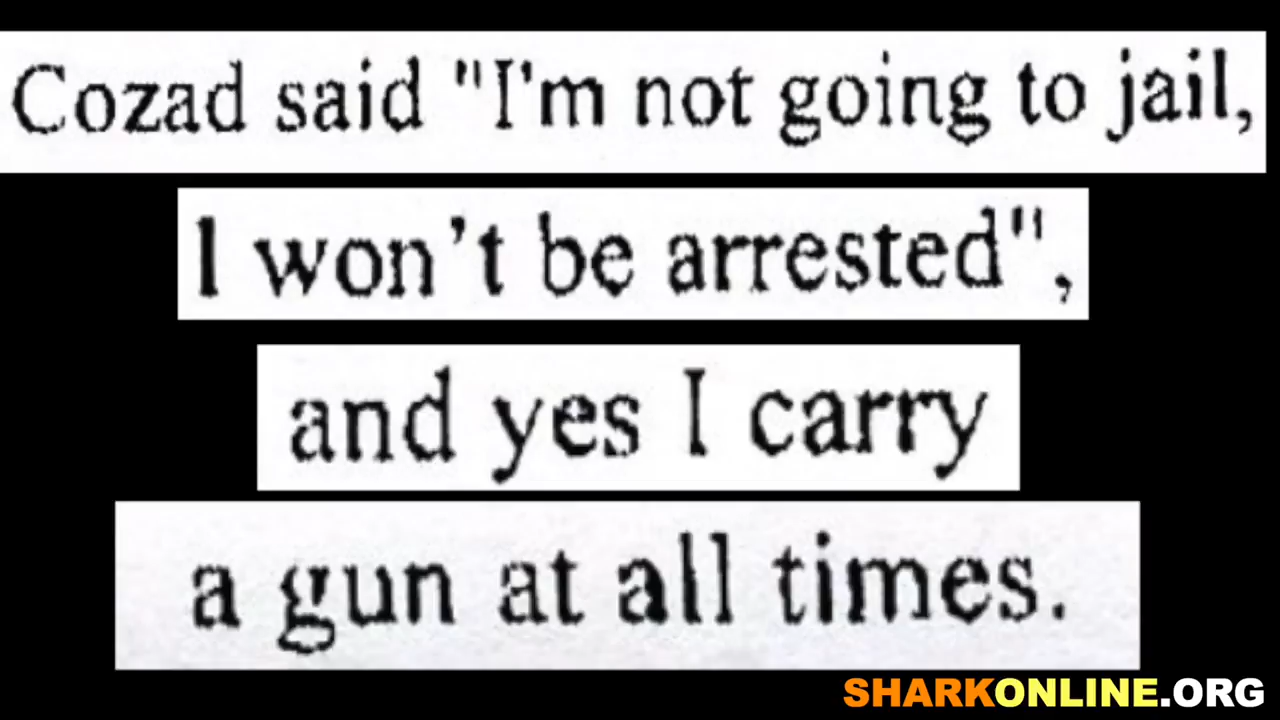 Cozad said "I'm not going to jail,
I won't be arrested",
and yes I carry
a gun at all times.
SHARKONLINE.ORG